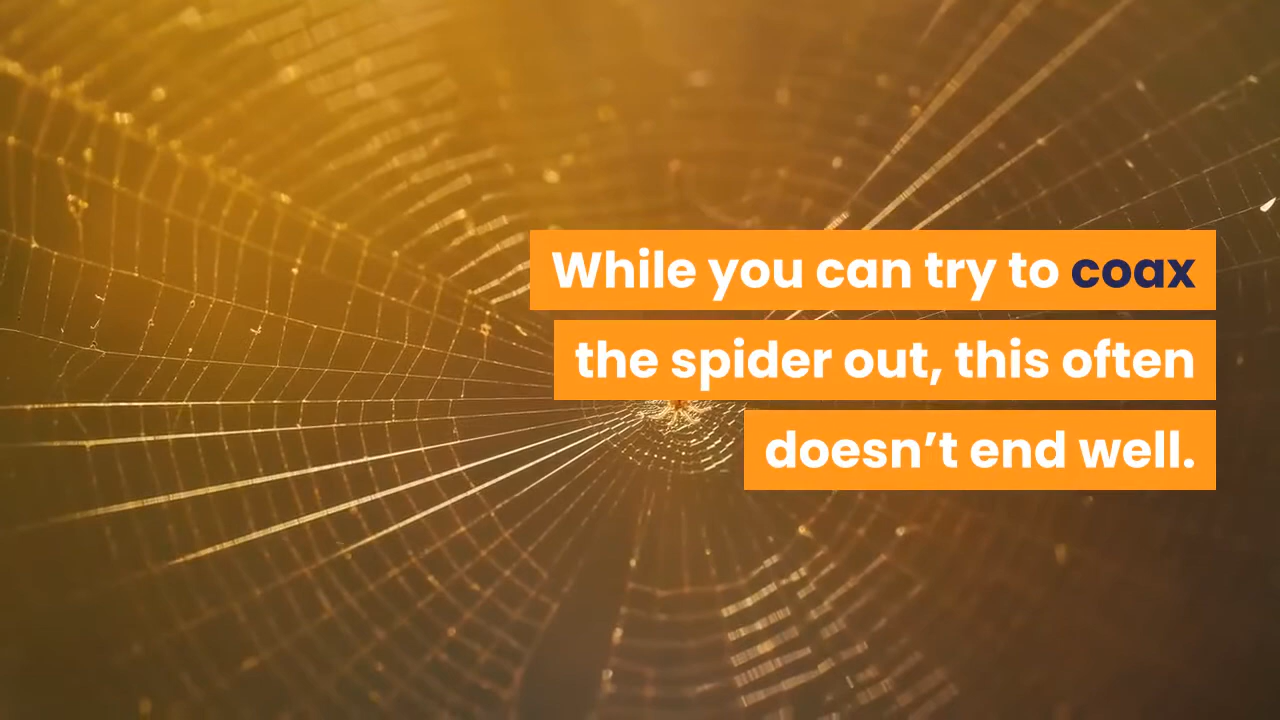 While you can try to coax
the spider out, this often
doesn’t end well.